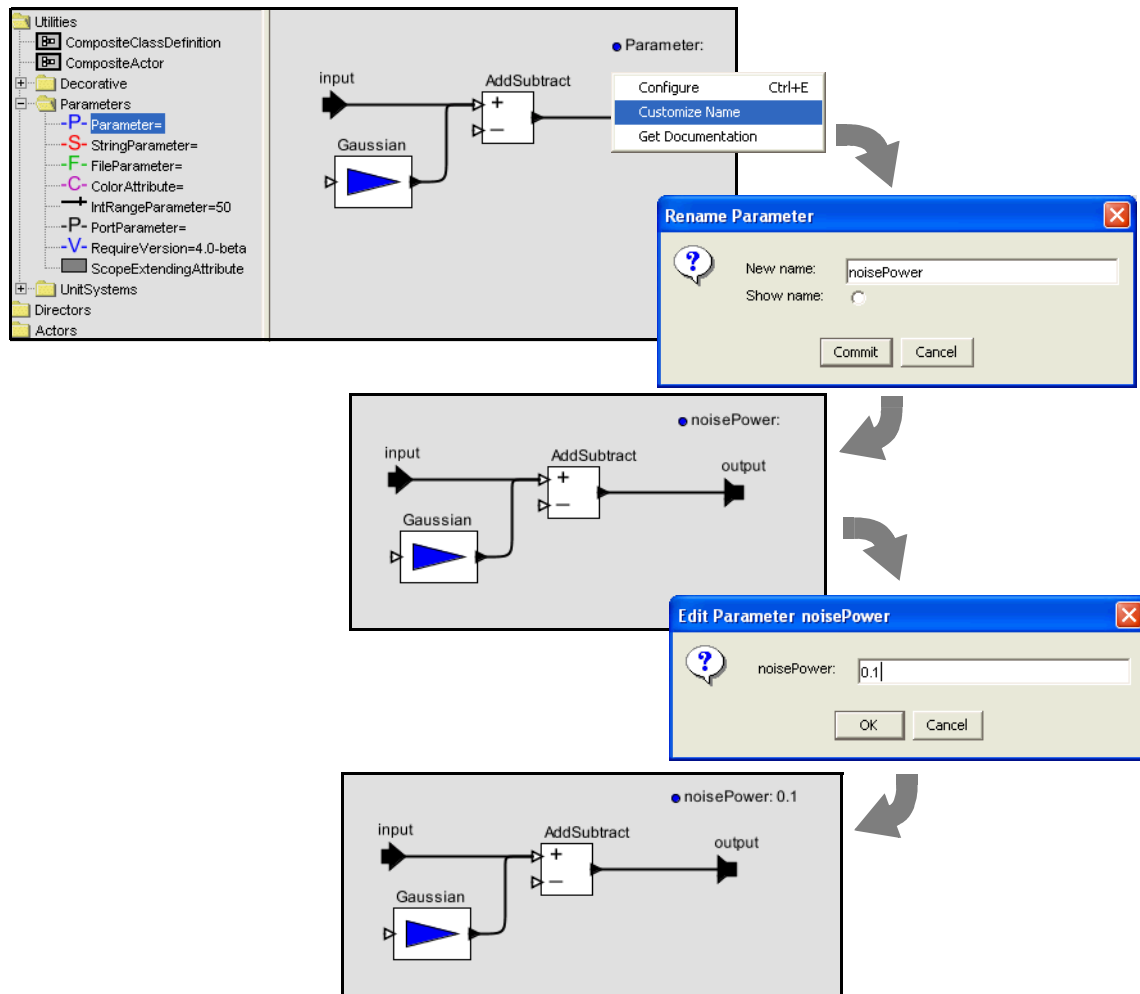 Utilities
CompositeClassDefinition
CompositeActor
Decorative
Parameters
-P- Parameter=
-S- StringParameter=
-F- FileParameter=
-C- ColorAttribute=
IntRangeParameter=50
-P- PortParameter=
-V- RequireVersion=4.0-beta
ScopeExtendingAttribute
UnitSystems
Directors
Actors
Parameter:
input
AddSubtract
+
−
Gaussian
Configure Ctrl+E
Customize Name
Get Documentation
Rename Parameter
?
New name: noisePower
Show name:
Commit Cancel
noisePower:
input
AddSubtract
output
+
−
Gaussian
Edit Parameter noisePower
?
noisePower: 0.1
OK Cancel
noisePower: 0.1
input
AddSubtract
output
+
−
Gaussian